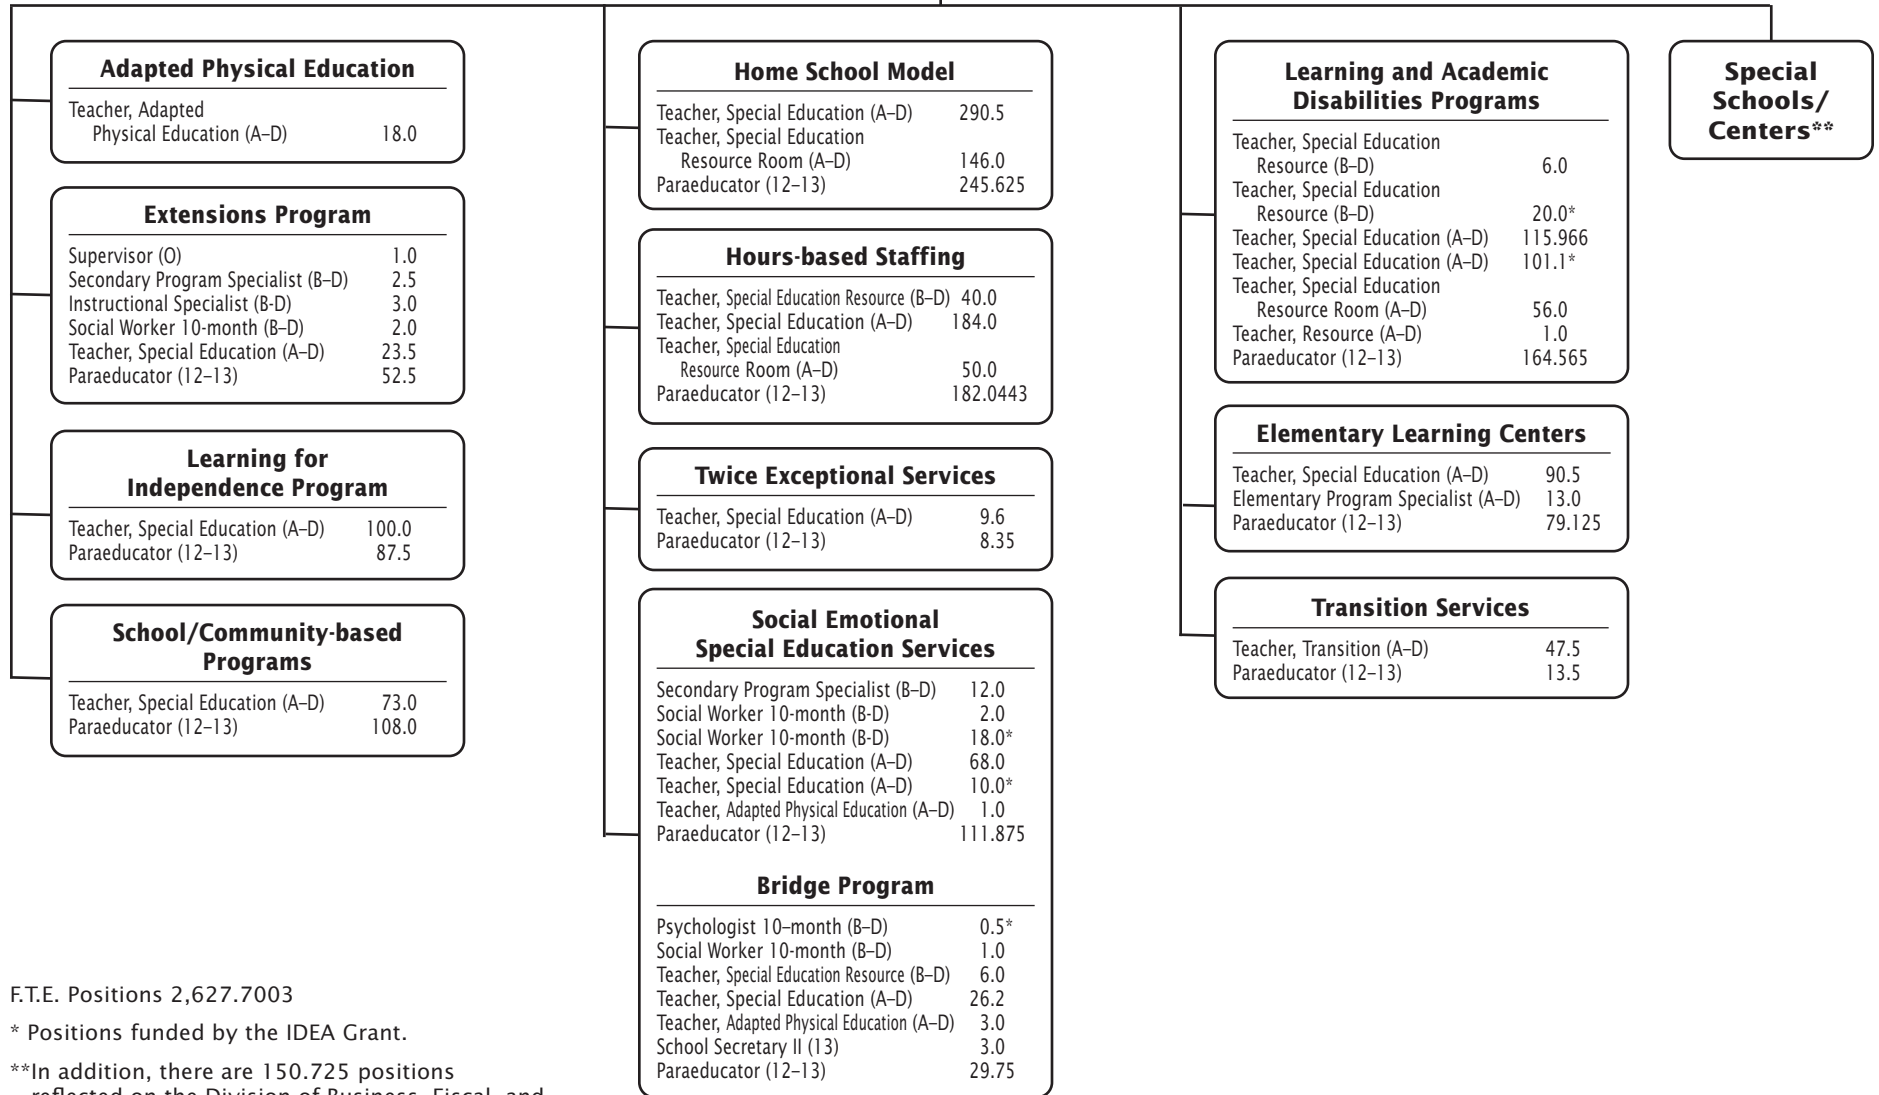 Adapted Physical Education
Teacher, Adapted
Physical Education (A–D) 18.0
Extensions Program
Supervisor (O) 1.0
Secondary Program Specialist (B–D) 2.5
Instructional Specialist (B-D) 3.0
Social Worker 10-month (B–D) 2.0
Teacher, Special Education (A–D) 23.5
Paraeducator (12–13) 52.5
Learning for
Independence Program
Teacher, Special Education (A–D) 100.0
Paraeducator (12–13) 87.5
School/Community-based
Programs
Teacher, Special Education (A–D) 73.0
Paraeducator (12–13) 108.0
Home School Model
Teacher, Special Education (A–D) 290.5
Teacher, Special Education
Resource Room (A–D) 146.0
Paraeducator (12–13) 245.625
Hours-based Staffing
Teacher, Special Education Resource (B–D) 40.0
Teacher, Special Education (A–D) 184.0
Teacher, Special Education
Resource Room (A–D) 50.0
Paraeducator (12–13) 182.0443
Twice Exceptional Services
Teacher, Special Education (A–D) 9.6
Paraeducator (12–13) 8.35
Social Emotional
Special Education Services
Secondary Program Specialist (B–D) 12.0
Social Worker 10-month (B-D) 2.0
Social Worker 10-month (B-D) 18.0*
Teacher, Special Education (A–D) 68.0
Teacher, Special Education (A–D) 10.0*
Teacher, Adapted Physical Education (A–D) 1.0
Paraeducator (12–13) 111.875
Bridge Program
Psychologist 10–month (B–D) 0.5*
Social Worker 10-month (B–D) 1.0
Teacher, Special Education Resource (B–D) 6.0
Teacher, Special Education (A–D) 26.2
Teacher, Adapted Physical Education (A–D) 3.0
School Secretary II (13) 3.0
Paraeducator (12–13) 29.75
Learning and Academic
Disabilities Programs
Teacher, Special Education
Resource (B–D) 6.0
Teacher, Special Education
Resource (B–D) 20.0*
Teacher, Special Education (A–D) 115.966
Teacher, Special Education (A–D) 101.1*
Teacher, Special Education
Resource Room (A–D) 56.0
Teacher, Resource (A–D) 1.0
Paraeducator (12–13) 164.565
Elementary Learning Centers
Teacher, Special Education (A–D) 90.5
Elementary Program Specialist (A–D) 13.0
Paraeducator (12–13) 79.125
Transition Services
Teacher, Transition (A–D) 47.5
Paraeducator (12–13) 13.5
Special
Schools/
Centers**
F.T.E. Positions 2,627.7003
* Positions funded by the IDEA Grant.
**In addition, there are 150.725 positions
reflected on the Division of Business, Fiscal, and